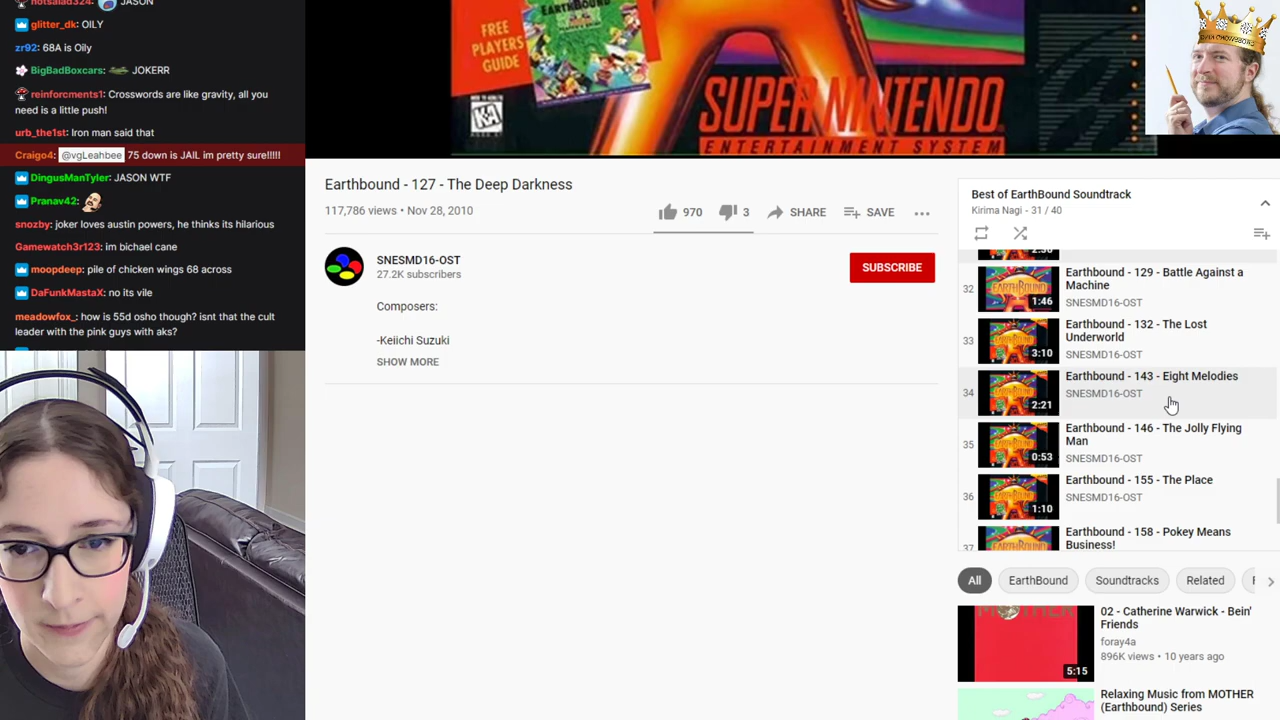 hotsalad324: JASON
glitter_dk: OILY
zr92: 68A is Oily
BigBadBoxcars: JOKERR
reinforcments1: Crosswords are like gravity, all you
need is a little push!
urb_the1st: Iron man said that
Craigo4: @vgLeahbee 75 down is JAIL im pretty sure!!!!!
DingusManTyler: JASON WTF
Pranav42:
snozby: joker loves austin powers, he thinks its hilarious
Gamewatch3r123: im bichael cane
moopdeep: pile of chicken wings 68 across
DaFunkMastaX: no its vile
meadowfox_: how is 55d osho though? isnt that the cult
leader with the pink guys with aks?
FREE
PLAYERS
GUIDE
EARTHBOUND
K-A
SUPER NINTENDO
ENTERTAINMENT SYSTEM
Earthbound - 127 - The Deep Darkness
117,786 views • Nov 28, 2010
970
3
SHARE
SAVE
SNESMD16-OST
27.2K subscribers
SUBSCRIBE
Composers:
-Keiichi Suzuki
SHOW MORE
Best of EarthBound Soundtrack
Kirima Nagi - 31 / 40
2:50
32
1:46
Earthbound - 129 - Battle Against a
Machine
SNESMD16-OST
33
3:10
Earthbound - 132 - The Lost
Underworld
SNESMD16-OST
34
2:21
Earthbound - 143 - Eight Melodies
SNESMD16-OST
35
0:53
Earthbound - 146 - The Jolly Flying
Man
SNESMD16-OST
36
1:10
Earthbound - 155 - The Place
SNESMD16-OST
37
Earthbound - 158 - Pokey Means
Business!
All
EarthBound
Soundtracks
Related
MOTHER
5:15
02 - Catherine Warwick - Bein'
Friends
foray4a
896K views • 10 years ago
Relaxing Music from MOTHER
(Earthbound) Series